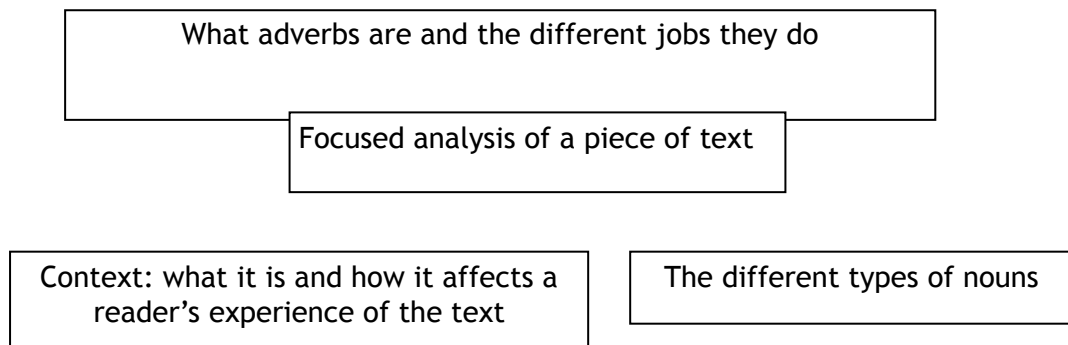 What adverbs are and the different jobs they do
Focused analysis of a piece of text
Context: what it is and how it affects a
reader’s experience of the text
The different types of nouns